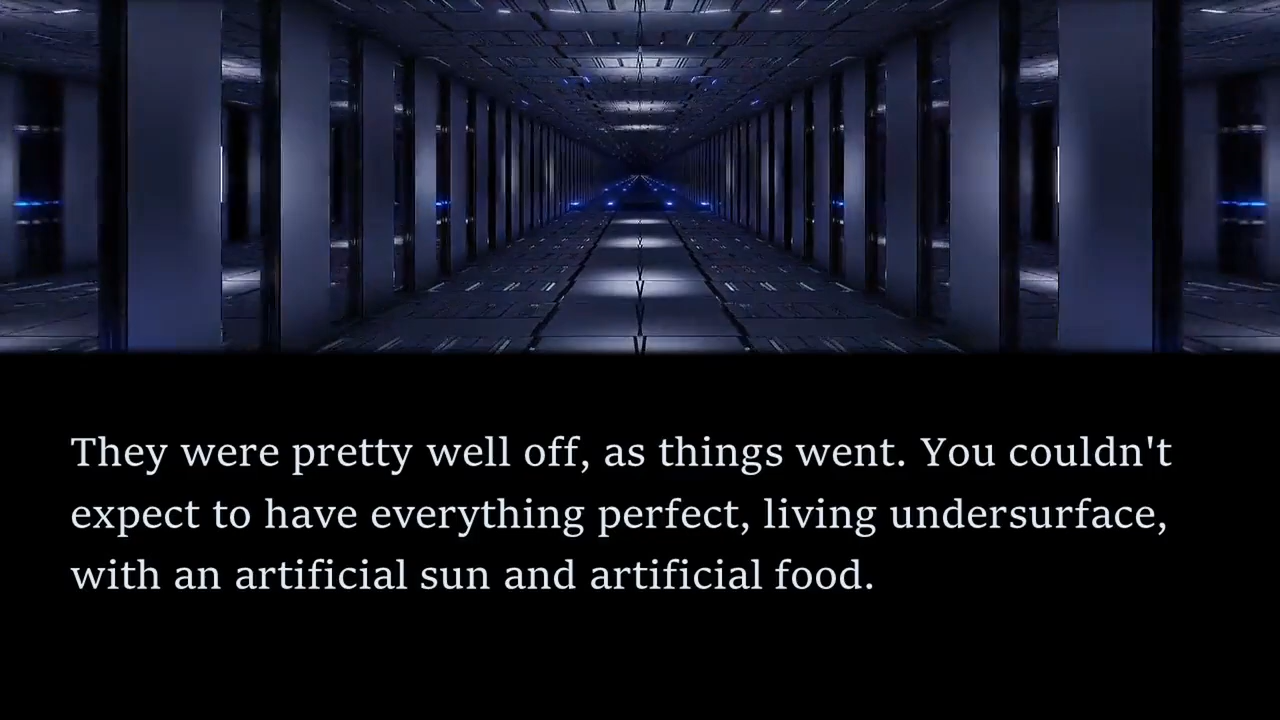 They were pretty well off, as things went. You couldn't
expect to have everything perfect, living undersurface,
with an artificial sun and artificial food.